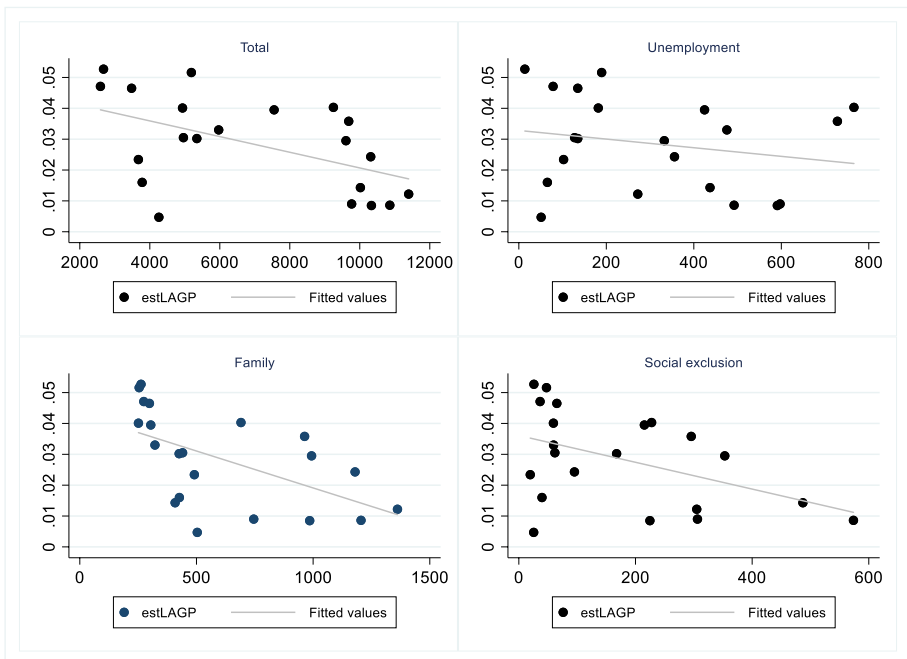 Total
.05
.04
.03
.02
.01
0
2000 4000 6000 8000 10000 12000
estLAGP Fitted values
Unemployment
.05
.04
.03
.02
.01
0
0 200 400 600 800
estLAGP Fitted values
Family
.05
.04
.03
.02
.01
0
0 500 1000 1500
estLAGP Fitted values
Social exclusion
.05
.04
.03
.02
.01
0
0 200 400 600
estLAGP Fitted values